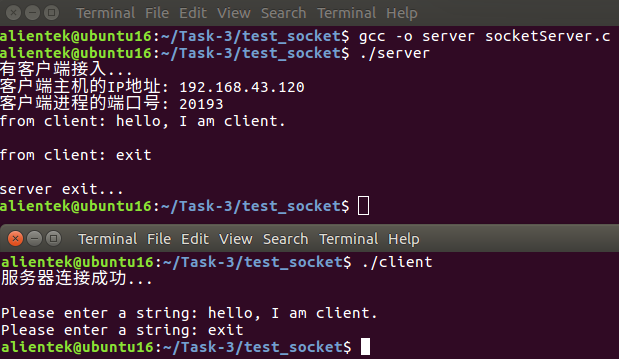 Terminal File Edit View Search Terminal Help
alientek@ubuntu16:~/Task-3/test_socket$ gcc -o server socketServer.c
alientek@ubuntu16:~/Task-3/test_socket$ ./server
有客户端接入...
客户端主机的IP地址: 192.168.43.120
客户端进程的端口号: 20193
from client: hello, I am client.
from client: exit
server exit...
alientek@ubuntu16:~/Task-3/test_socket$
Terminal File Edit View Search Terminal Help
alientek@ubuntu16:~/Task-3/test_socket$ ./client
服务器连接成功...
Please enter a string: hello, I am client.
Please enter a string: exit
alientek@ubuntu16:~/Task-3/test_socket$